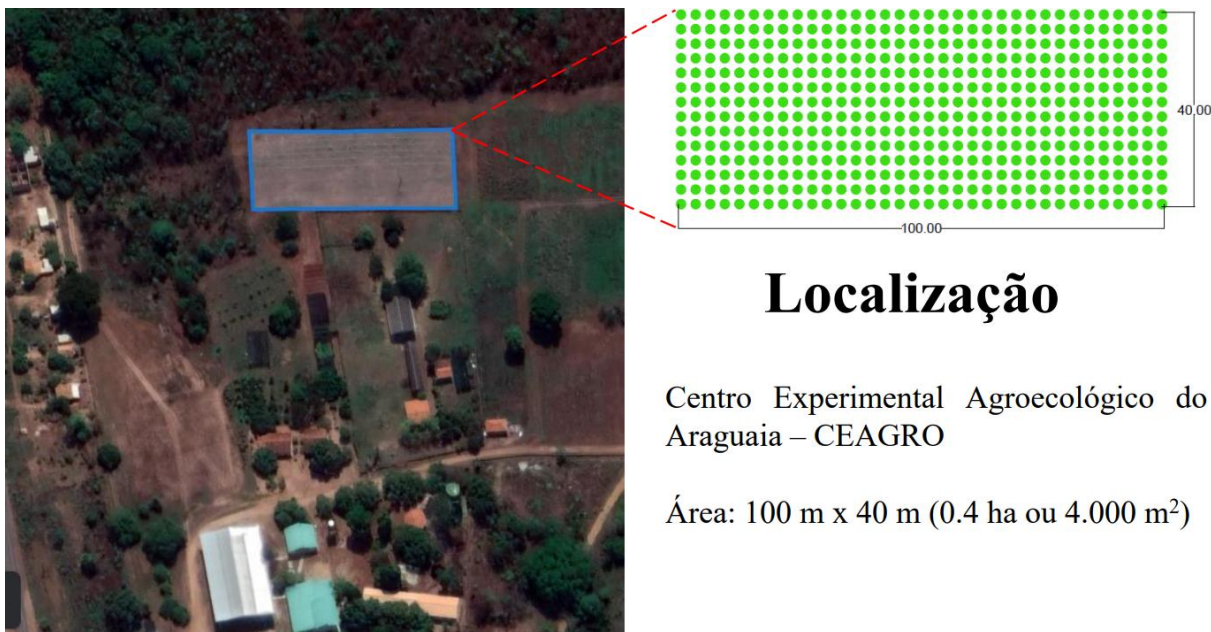 40.00
100.00
Localização
Centro Experimental Agroecológico do
Araguaia – CEAGRO
Área: 100 m x 40 m (0.4 ha ou 4.000 m²)